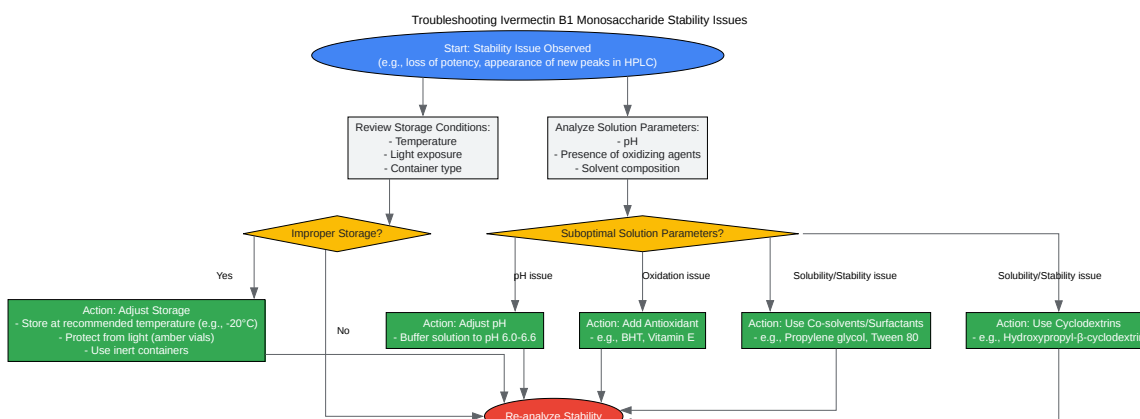 Troubleshooting Ivermectin B1 Monosaccharide Stability Issues
Start: Stability Issue Observed
(e.g., loss of potency, appearance of new peaks in HPLC)
Review Storage Conditions:
- Temperature
- Light exposure
- Container type
Analyze Solution Parameters:
- pH
- Presence of oxidizing agents
- Solvent composition
Improper Storage?
Suboptimal Solution Parameters?
Yes
pH issue
Oxidation issue
Solubility/Stability issue
Solubility/Stability issue
Action: Adjust Storage
- Store at recommended temperature (e.g., -20°C)
- Protect from light (amber vials)
- Use inert containers
No
Action: Adjust pH
- Buffer solution to pH 6.0-6.6
Action: Add Antioxidant
- e.g., BHT, Vitamin E
Action: Use Co-solvents/Surfactants
- e.g., Propylene glycol, Tween 80
Action: Use Cyclodextrins
- e.g., Hydroxypropyl-β-cyclodextrin
Re-analyze Stability